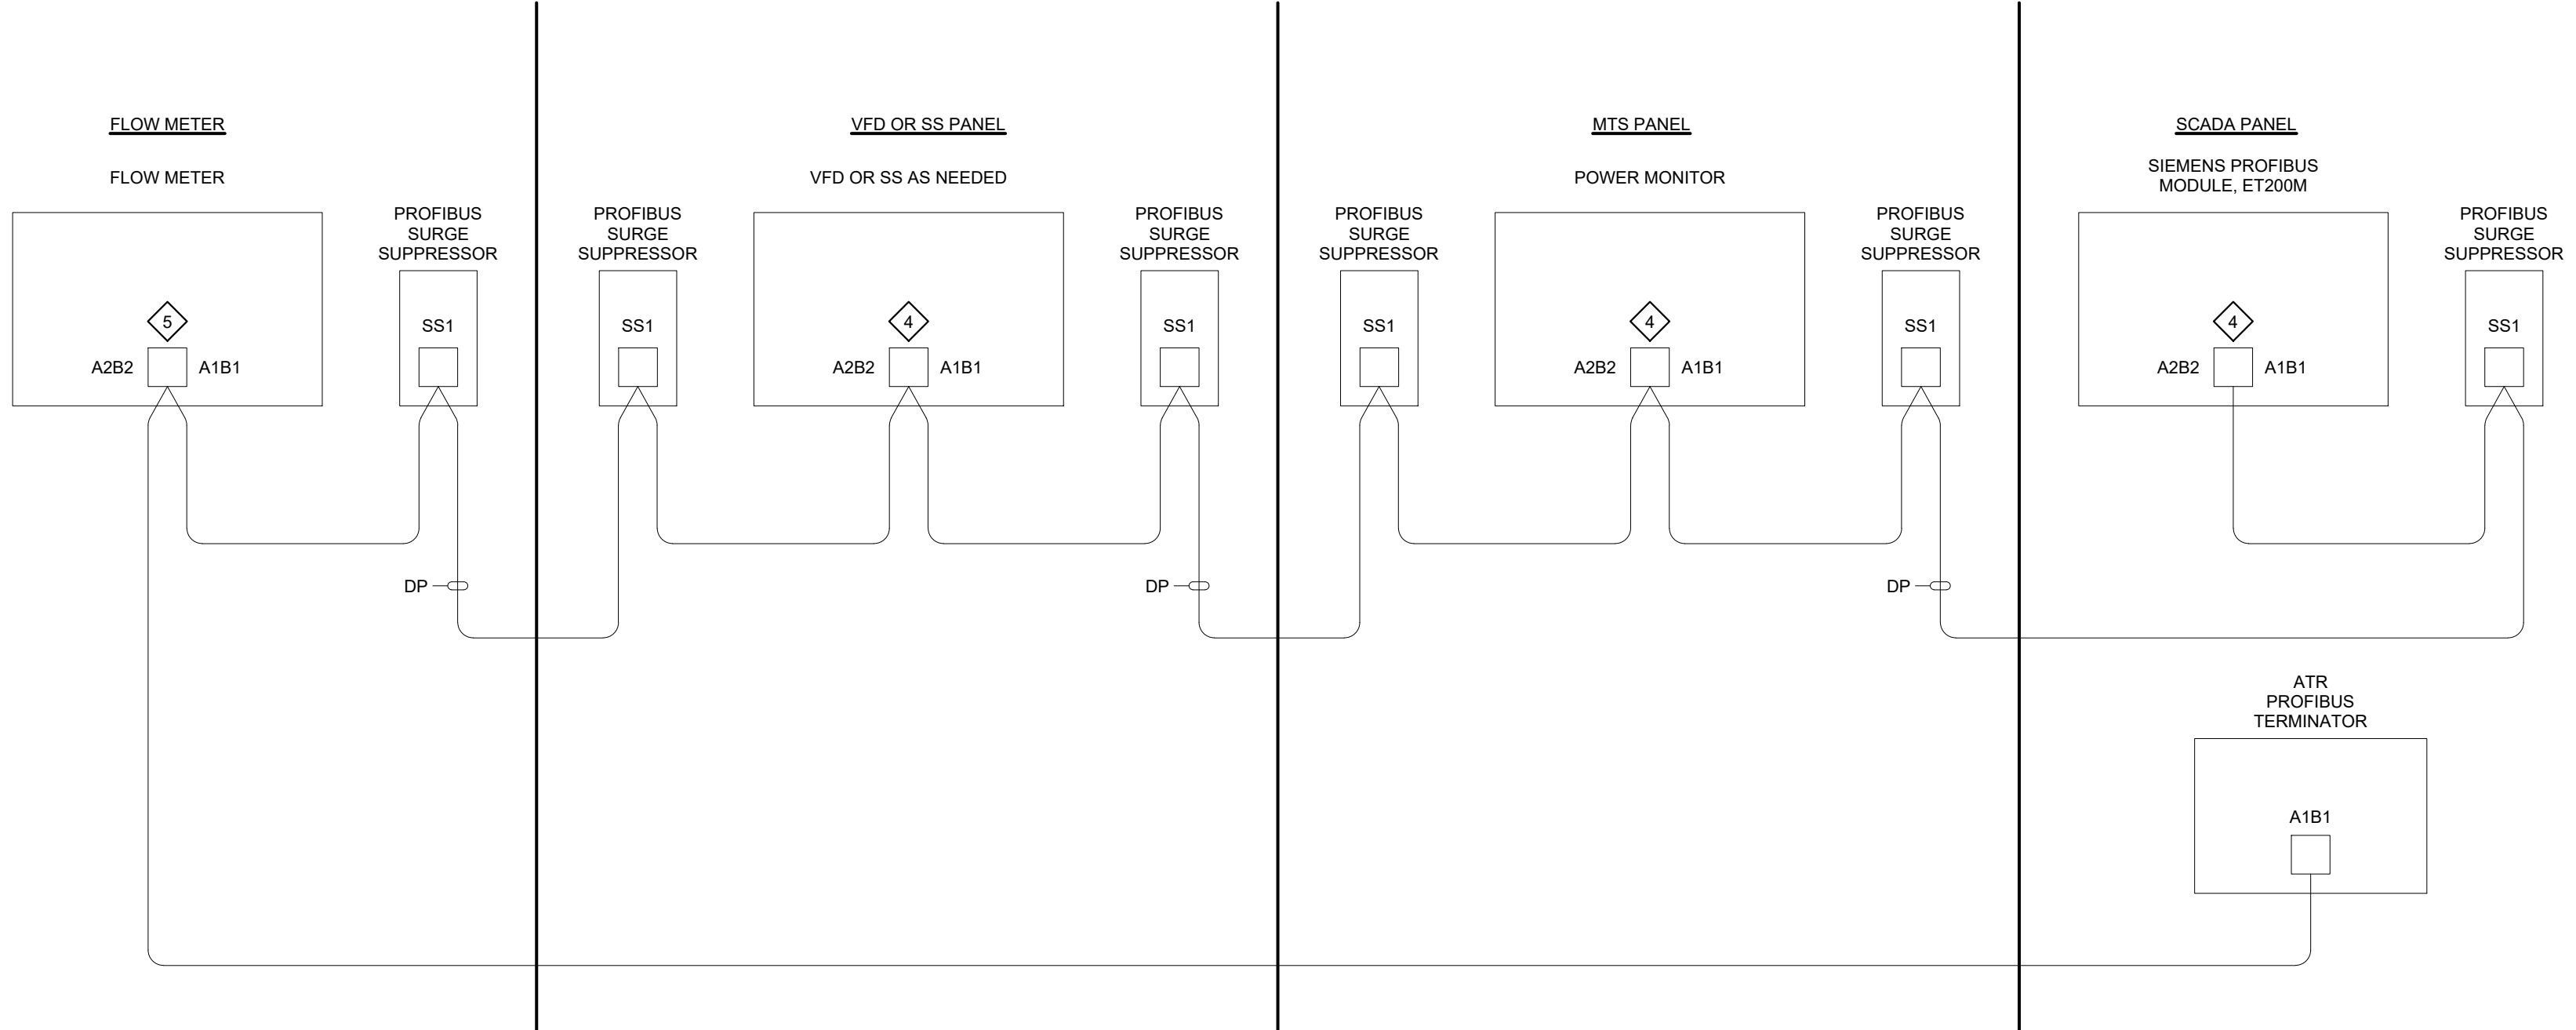 FLOW METER
FLOW METER
PROFIBUS
SURGE
SUPPRESSOR
5
A2B2
A1B1
SS1
DP
VFD OR SS PANEL
VFD OR SS AS NEEDED
PROFIBUS
SURGE
SUPPRESSOR
SS1
4
A2B2
A1B1
PROFIBUS
SURGE
SUPPRESSOR
SS1
DP
MTS PANEL
POWER MONITOR
PROFIBUS
SURGE
SUPPRESSOR
SS1
4
A2B2
A1B1
PROFIBUS
SURGE
SUPPRESSOR
SS1
DP
SCADA PANEL
SIEMENS PROFIBUS
MODULE, ET200M
4
A2B2
A1B1
PROFIBUS
SURGE
SUPPRESSOR
SS1
ATR
PROFIBUS
TERMINATOR
A1B1